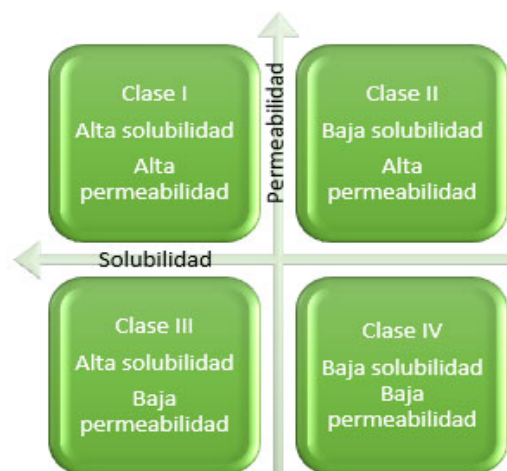 Clase I
Alta solubilidad
Alta
permeabilidad
Permeabilidad
Clase II
Baja solubilidad
Alta
permeabilidad
Solubilidad
Clase III
Alta solubilidad
Baja
permeabilidad
Clase IV
Baja solubilidad
Baja
permeabilidad